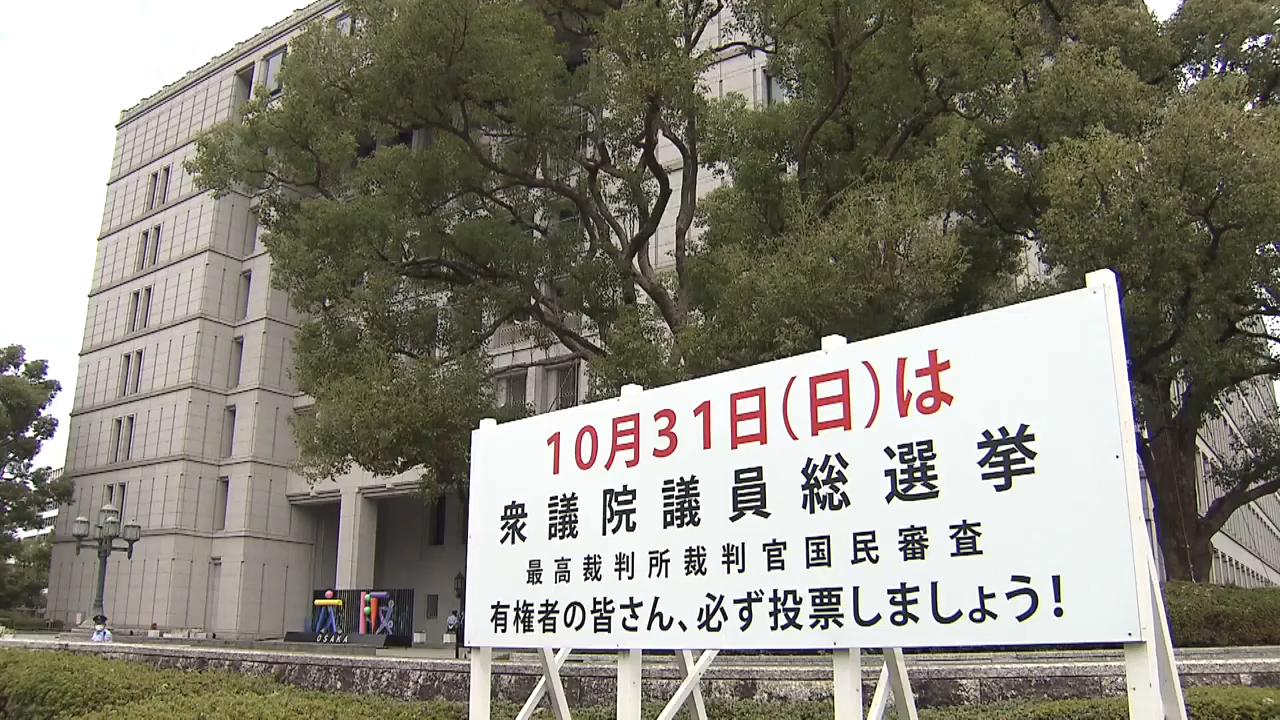 10月31日(日)は
衆議院議員総選挙
最高裁判所裁判官国民審査
有権者の皆さん、必ず投票しましょう!
大阪
OSAKA